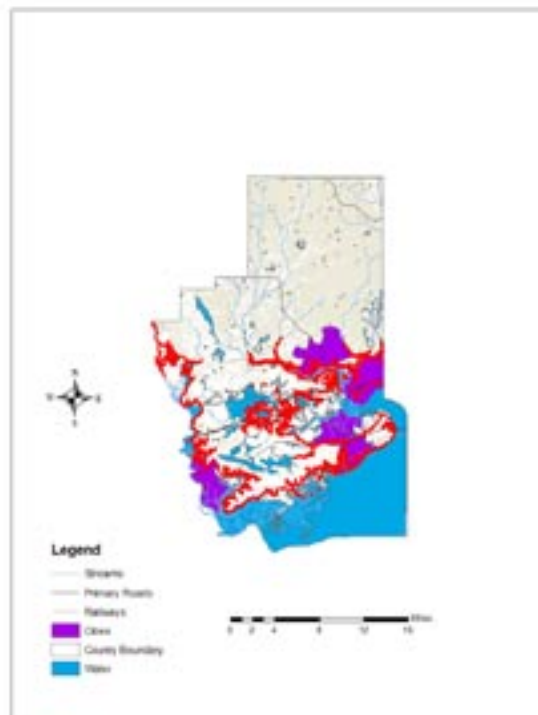 N
E
S
Legend
Streams
Primary Roads
Railways
Cities
County Boundary
Water
Miles
0 2 4 8 12 16